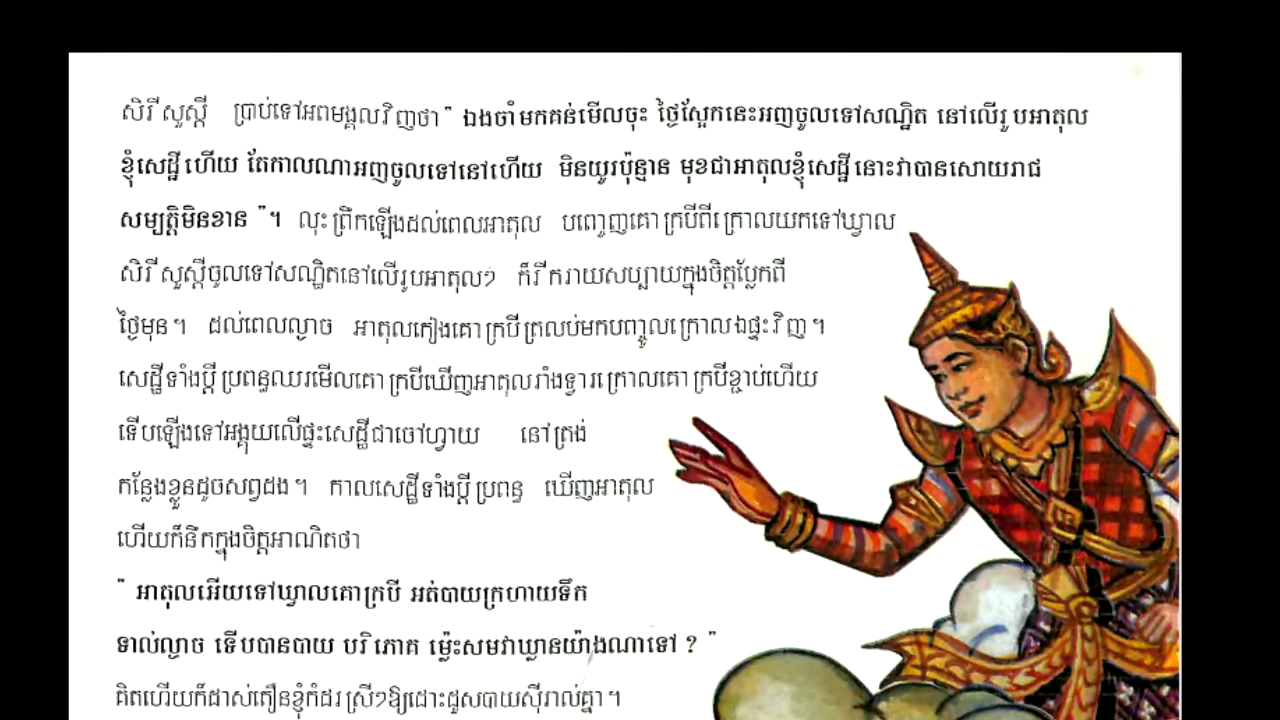 សិរីសួស្តី ប្រាប់ទៅអពមង្គលវិញថា " ឯងចាំមកគន់មើលចុះ ថ្ងៃស្អែកនេះអញចូលទៅសណ្ឋិត នៅលើរូបអាតុល
ខ្ញុំសេដ្ឋីហើយ តែកាលណាអញចូលទៅនៅហើយ មិនយូរប៉ុន្មាន មុខជាអាតុលខ្ញុំសេដ្ឋីនោះវាបានសោយរាជ
សម្បត្តិមិនខាន "។ លុះព្រឹកឡើងដល់ពេលអាតុល បញ្ចេញគោក្របីពីក្រោលយកទៅឃ្វាល
សិរីសួស្តីចូលទៅសណ្ឋិតនៅលើរូបអាតុលៗ ក៏រីករាយសប្បាយក្នុងចិត្តប្លែកពី
ថ្ងៃមុន។ ដល់ពេលល្ងាច អាតុលកៀងគោក្របីត្រលប់មកបញ្ចូលក្រោលឯផ្ទះវិញ។
សេដ្ឋីទាំងប្តីប្រពន្ធឈរមើលគោក្របីឃើញអាតុលរាំងទ្វារក្រោលគោក្របីខ្ជាប់ហើយ
ទើបឡើងទៅអង្គុយលើផ្ទះសេដ្ឋីជាចៅហ្វាយ នៅត្រង់
កន្លែងខ្លួនដូចសព្វដង។ កាលសេដ្ឋីទាំងប្តីប្រពន្ធ ឃើញអាតុល
ហើយក៏នឹកក្នុងចិត្តអាណិតថា
" អាតុលអើយទៅឃ្វាលគោក្របី អត់បាយក្រហាយទឹក
ទាល់ល្ងាច ទើបបានបាយ បរិភោគ ម្ល៉េះសមវាឃ្លានយ៉ាងណាទៅ ? "
គិតហើយក៏ដាស់តឿនខ្ញុំកំដរស្រីៗឱ្យដោះដួសបាយស៊ីរាល់គ្នា។